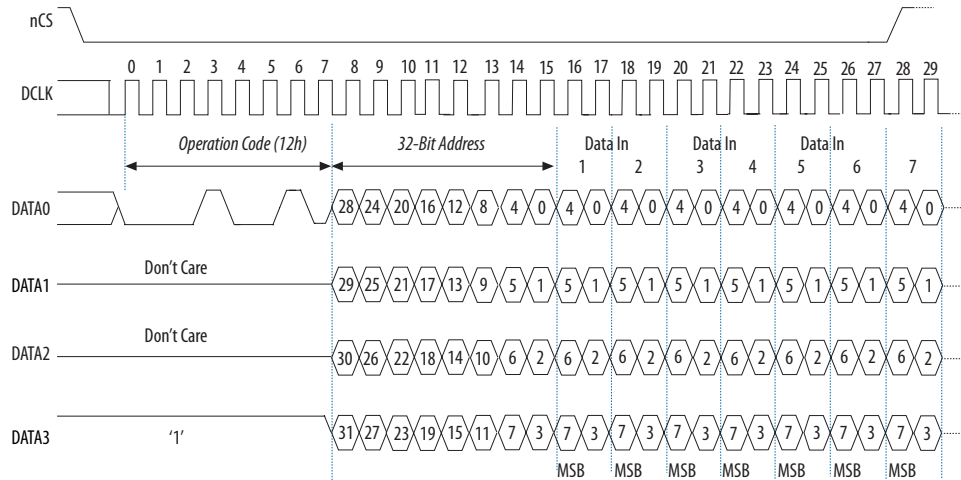 nCS
0 1 2 3 4 5 6 7 8 9 10 11 12 13 14 15 16 17 18 19 20 21 22 23 24 25 26 27 28 29
DCLK
Operation Code (12h) 32-Bit Address Data In Data In Data In
1 2 3 4 5 6 7
DATA0 28 24 20 16 12 8 4 0 4 0 4 0 4 0 4 0 4 0 4 0 4 0
Don't Care
DATA1 29 25 21 17 13 9 5 1 5 1 5 1 5 1 5 1 5 1 5 1 5 1
Don't Care
DATA2 30 26 22 18 14 10 6 2 6 2 6 2 6 2 6 2 6 2 6 2 6 2
DATA3 '1' 31 27 23 19 15 11 7 3 7 3 7 3 7 3 7 3 7 3 7 3 7 3
MSB MSB MSB MSB MSB MSB MSB